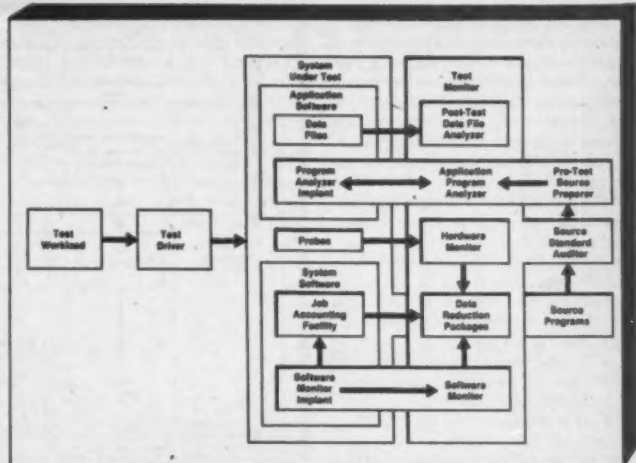 System
Under Test
Test
Monitor
Application
Software
Data
Files
Post-Test
Data File
Analyzer
Program
Analyzer
Implant
Application
Program
Analyzer
Pre-Test
Source
Preparer
Test
Workload
Test
Driver
Probes
Hardware
Monitor
Source
Standard
Auditor
System
Software
Job
Accounting
Facility
Data
Reduction
Packages
Source
Programs
Software
Monitor
Implant
Software
Monitor